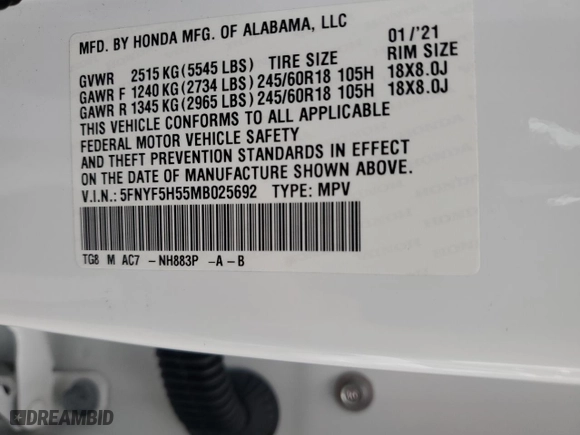 MFD. BY HONDA MFG. OF ALABAMA, LLC
01/'21
GVWR 2515 KG(5545 LBS) TIRE SIZE RIM SIZE
GAWR F 1240 KG(2734 LBS) 245/60R18 105H 18X8.0J
GAWR R 1345 KG(2965 LBS) 245/60R18 105H 18X8.0J
THIS VEHICLE CONFORMS TO ALL APPLICABLE
FEDERAL MOTOR VEHICLE SAFETY
AND THEFT PREVENTION STANDARDS IN EFFECT
ON THE DATE OF MANUFACTURE SHOWN ABOVE.
V.I.N.: 5FNYF5H55MB025692 TYPE: MPV
TG8 M AC7 -NH883P -A-B
DREAMBID